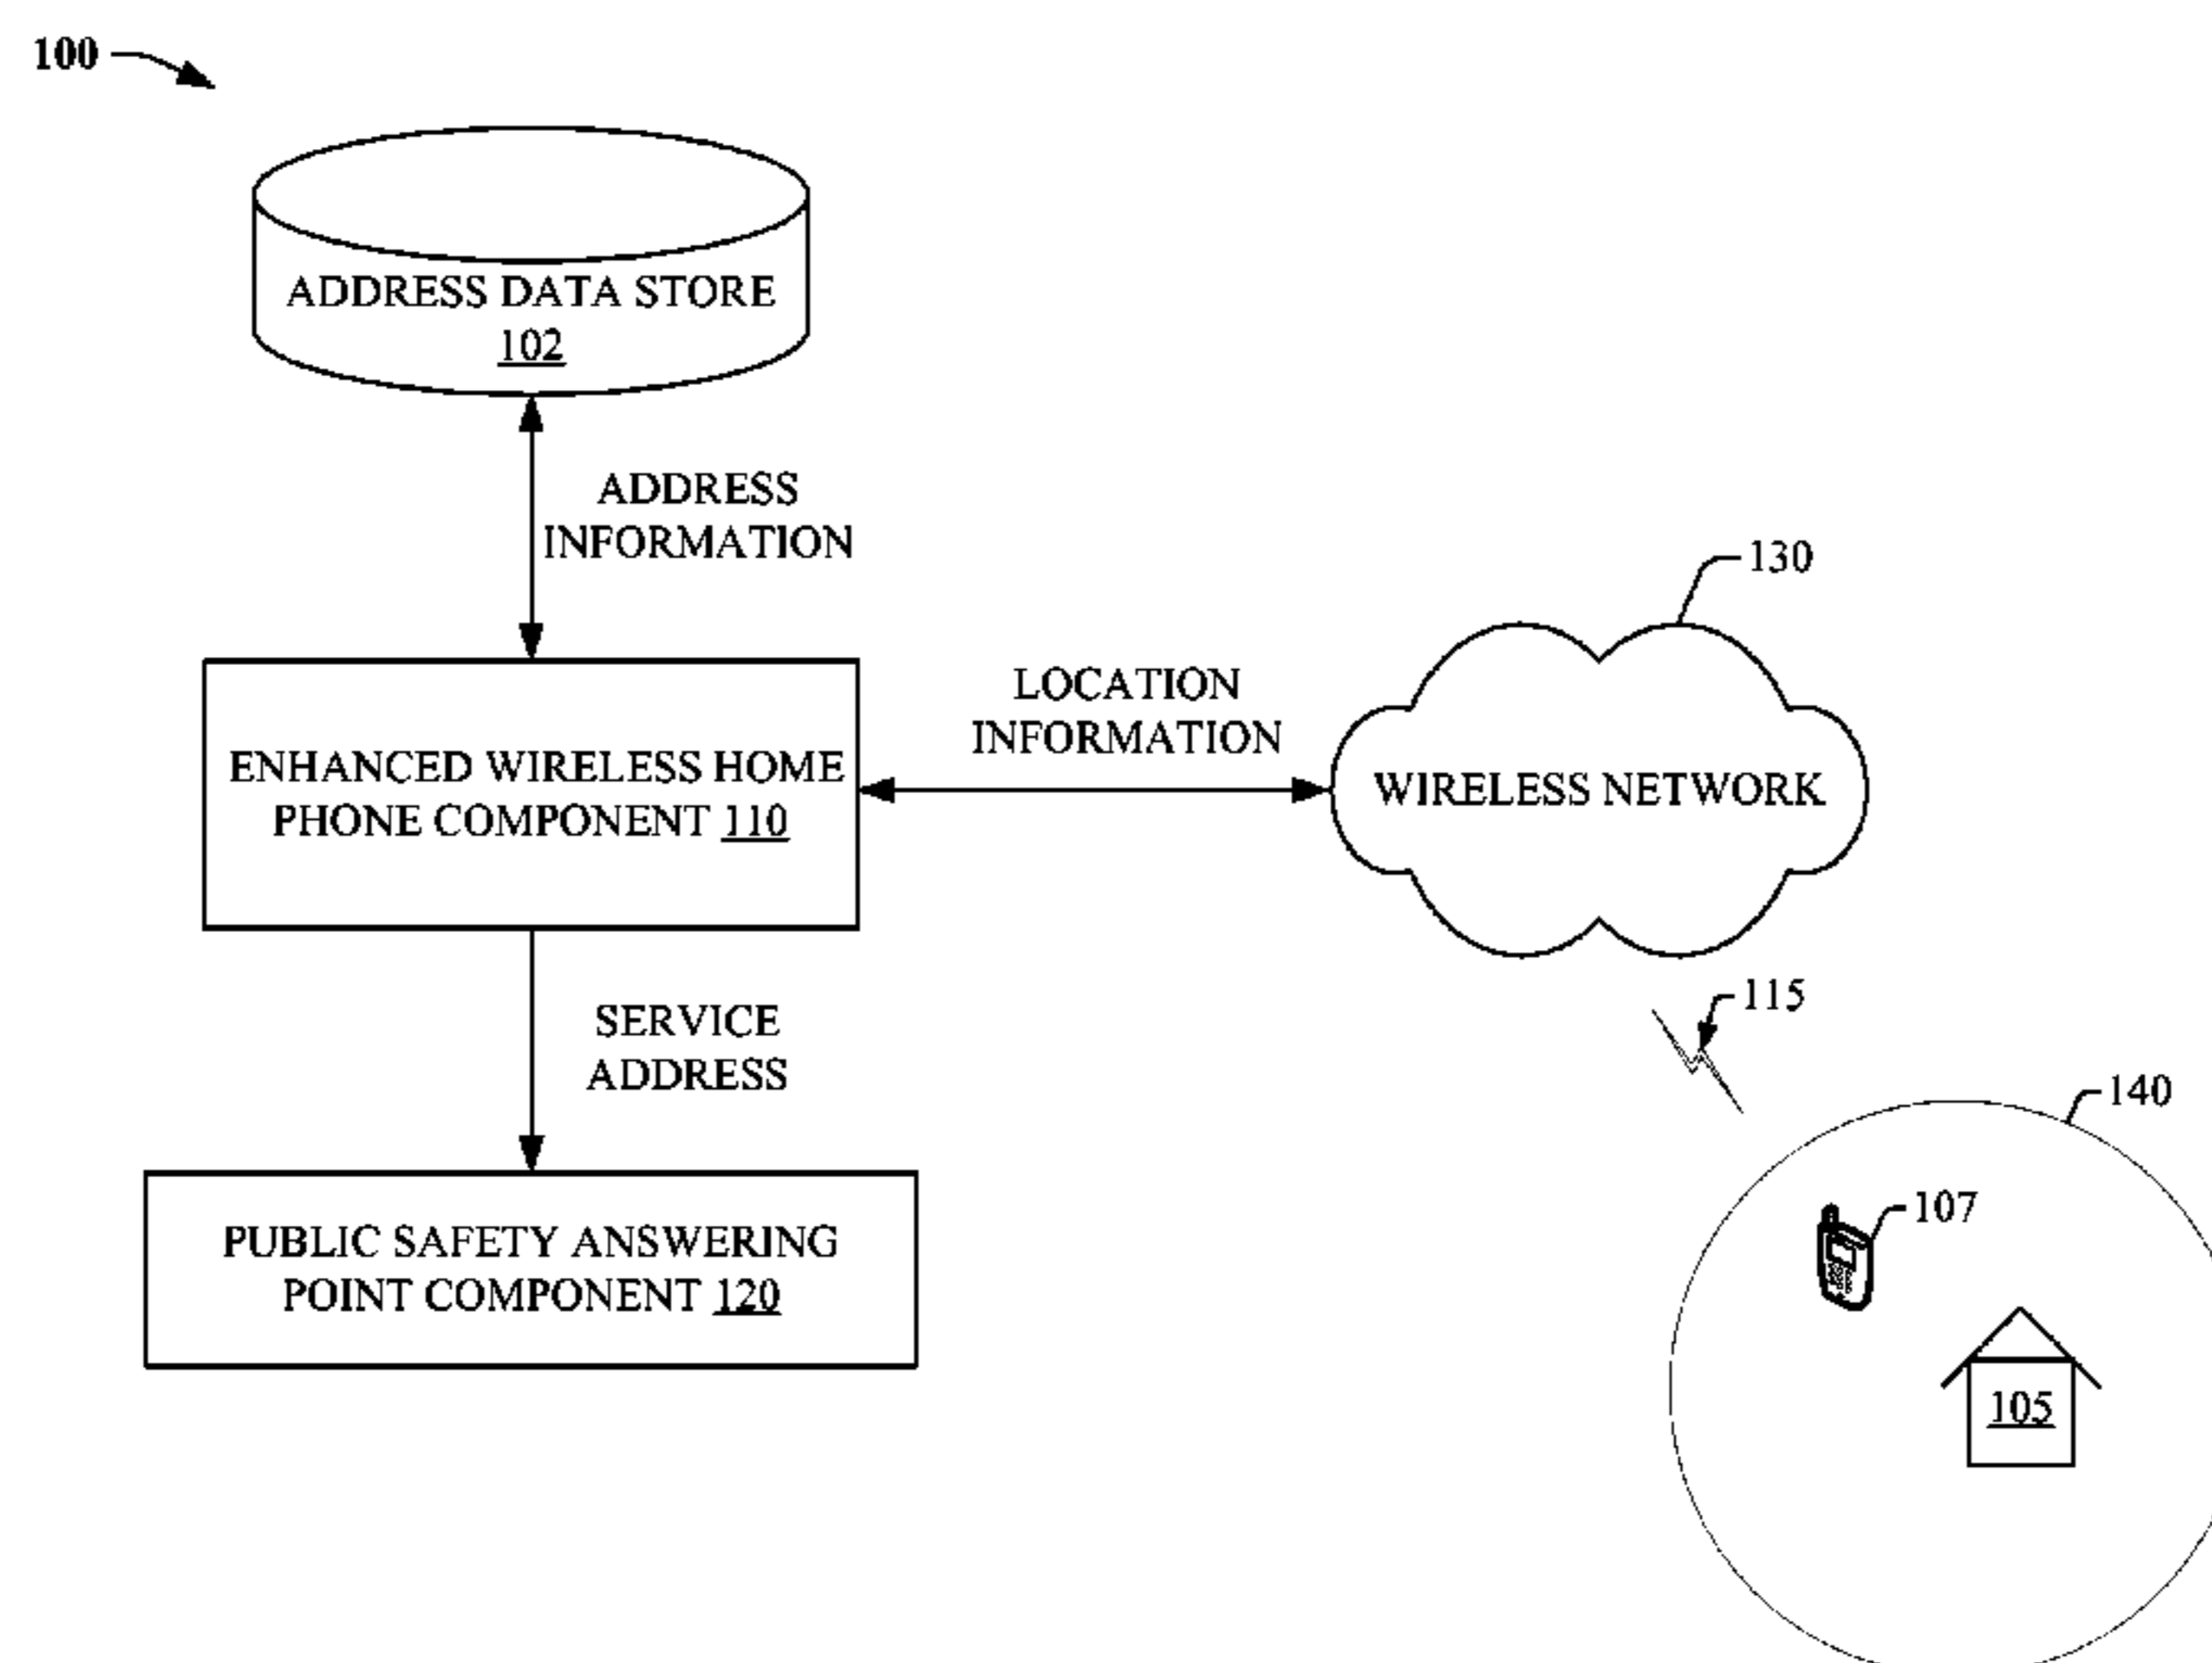 100
ADDRESS DATA STORE
102
ADDRESS
INFORMATION
130
LOCATION
INFORMATION
ENHANCED WIRELESS HOME
PHONE COMPONENT 110
WIRELESS NETWORK
115
SERVICE
ADDRESS
140
107
PUBLIC SAFETY ANSWERING
POINT COMPONENT 120
105